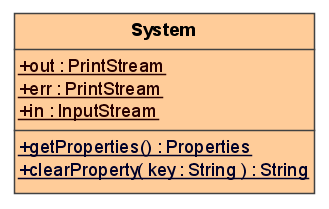 System
+out : PrintStream
+err : PrintStream
+in : InputStream
+getProperties() : Properties
+clearProperty( key : String ) : String